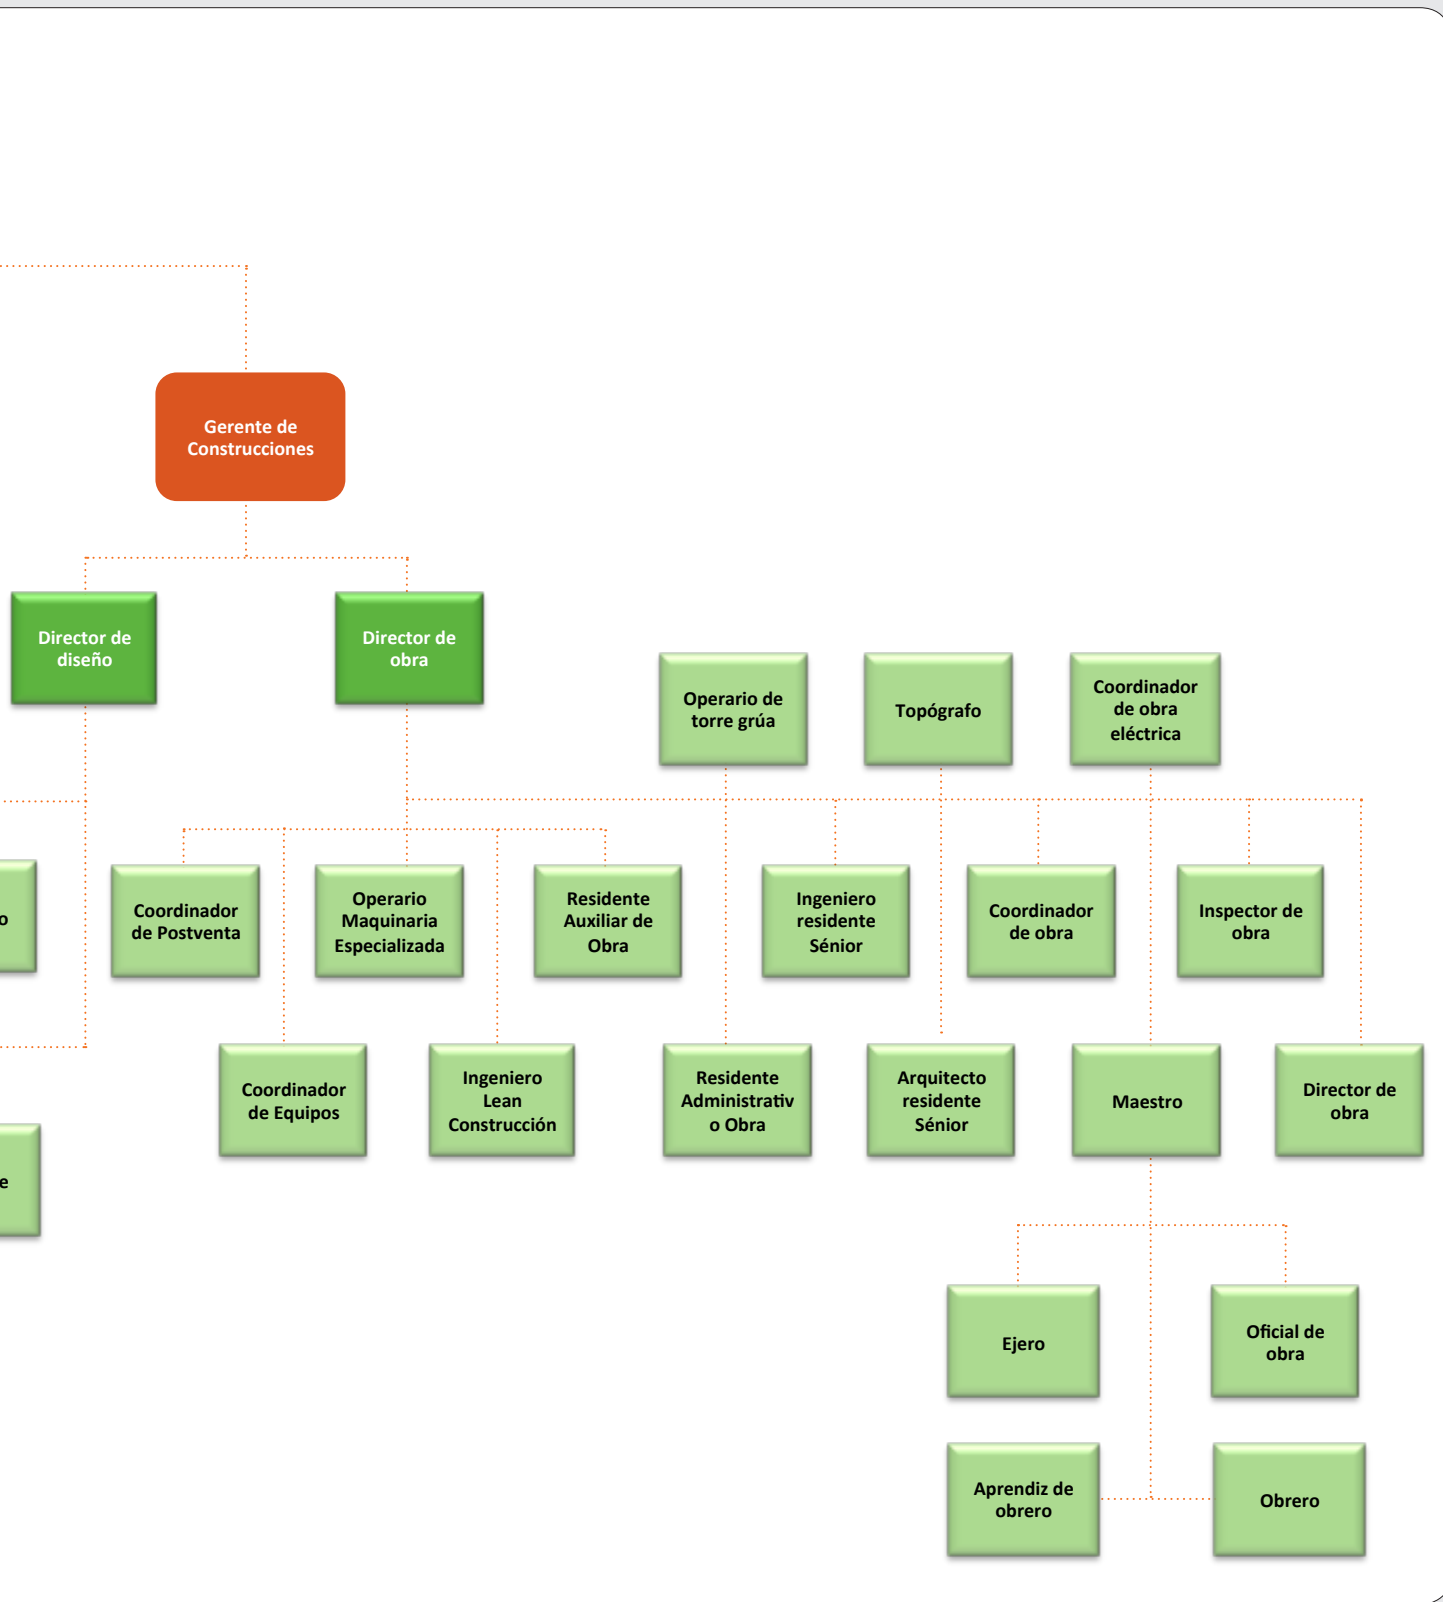 Gerente de
Construcciones
Director de
diseño
Director de
obra
Operario de
torre grúa
Topógrafo
Coordinador
de obra
eléctrica
o
Coordinador
de Postventa
Operario
Maquinaria
Especializada
Residente
Auxiliar de
Obra
Ingeniero
residente
Sénior
Coordinador
de obra
Inspector de
obra
Coordinador
de Equipos
Ingeniero
Lean
Construcción
Residente
Administrativ
o Obra
Arquitecto
residente
Sénior
Maestro
Director de
obra
e
Ejero
Oficial de
obra
Aprendiz de
obrero
Obrero